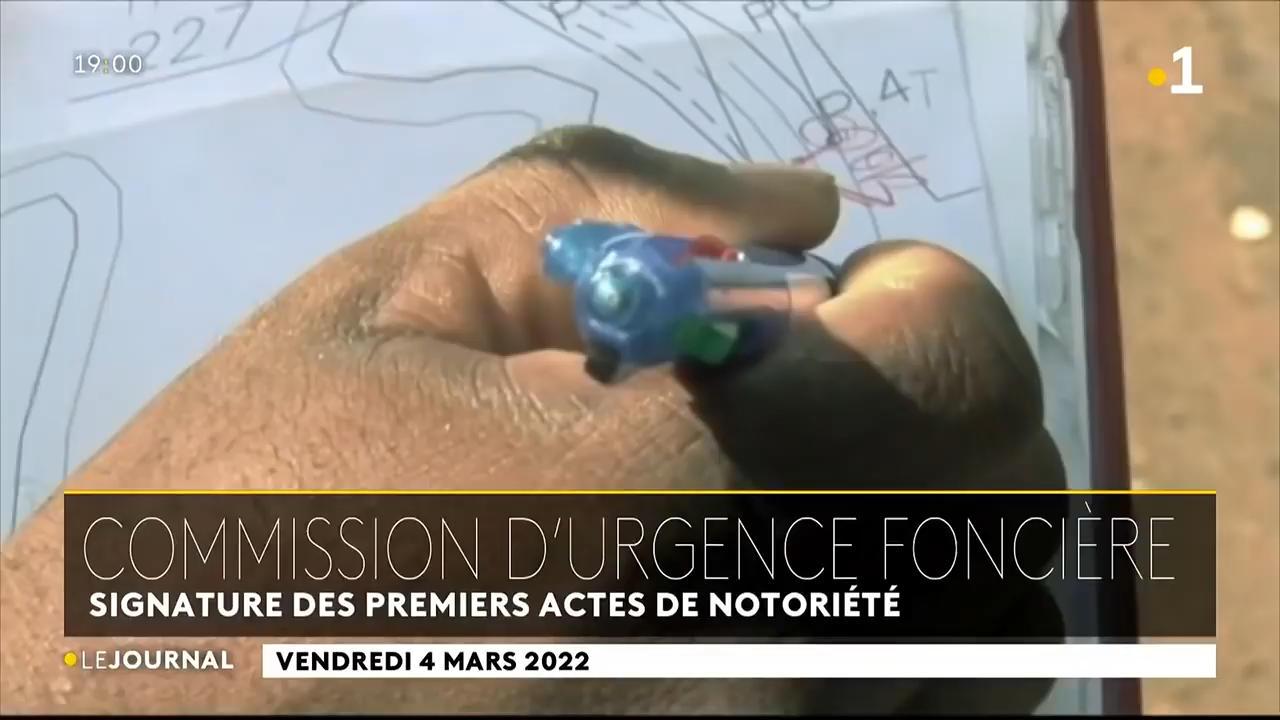 19:00
227
1
P. 4T
COMMISSION D'URGENCE FONCIÈRE
SIGNATURE DES PREMIERS ACTES DE NOTORIÉTÉ
LEJOURNAL
VENDREDI 4 MARS 2022